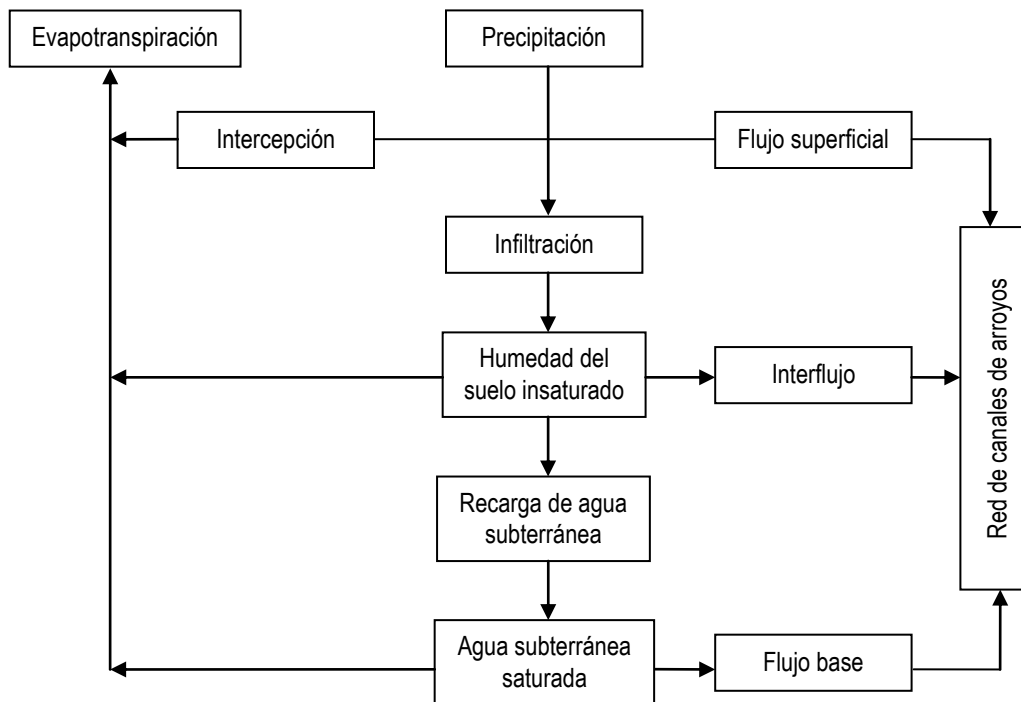 Evapotranspiración
Precipitación
Intercepción
Flujo superficial
Infiltración
Humedad del
suelo insaturado
Interflujo
Red de canales de arroyos
Recarga de agua
subterránea
Agua subterránea
saturada
Flujo base